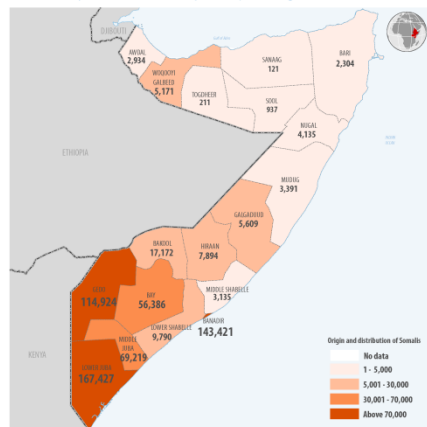 DJIBOUTI
AWDAL
2,934
WOQOOYI
GALBEED
5,171
TOGDHEER
211
SANAAG
121
SOOL
937
BARI
2,304
NUGAL
4,135
MUDUG
3,391
ETHIOPIA
GALGADUUD
5,609
HIRAAN
7,894
BAKOOL
17,172
GEDO
114,924
BAY
56,386
MIDDLE SHABELLE
3,135
BANADIR
143,421
LOWER SHABELLE
9,790
MIDDLE
JUBA
69,219
LOWER JUBA
167,427
KENYA
Origin and distribution of Somalis
No data
1 - 5,000
5,001 - 30,000
30,001 - 70,000
Above 70,000